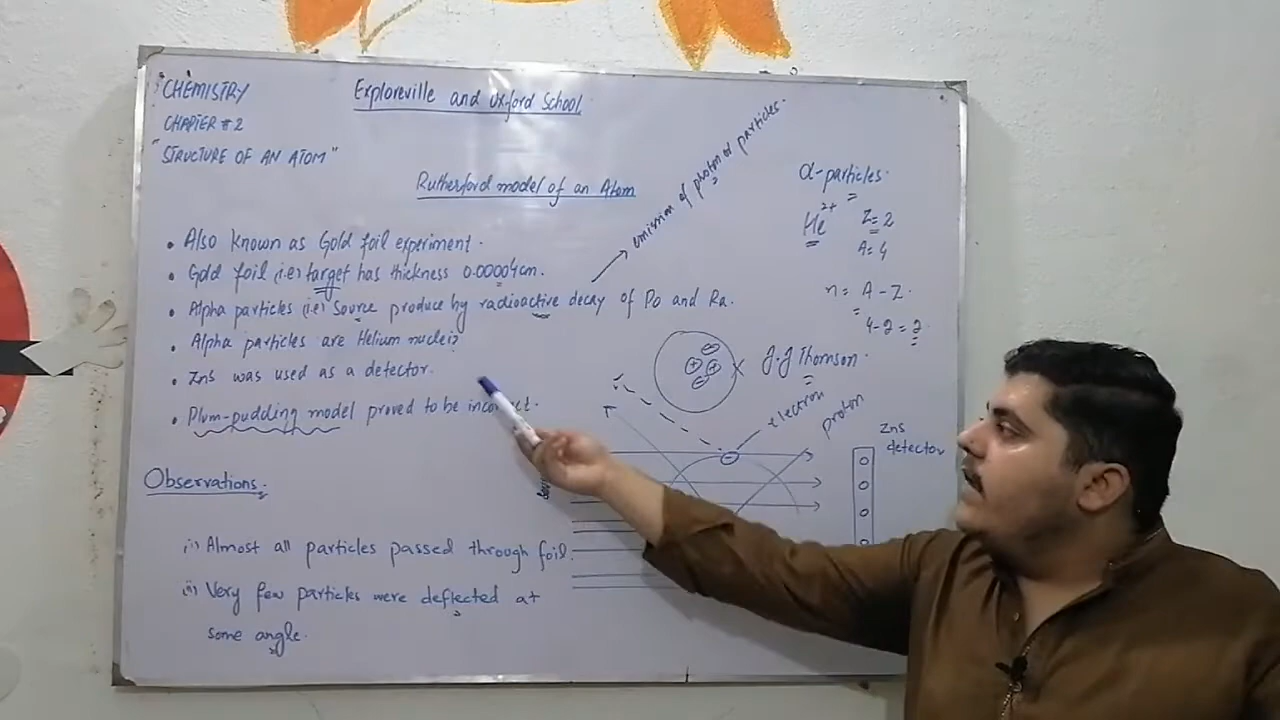 CHEMISTRY
CHAPTER # 2
"STRUCTURE OF AN ATOM"
Exploreville and Oxford School
Rutherford model of an Atom
• Also known as Gold foil experiment.
• Gold foil (i.e) target has thickness 0.00004cm.
• Alpha particles (i.e) source produce by radioactive decay of Po and Ra.
• Alpha particles are Helium nuclei
• Zns was used as a detector.
• Plum-pudding model proved to be
emission of photon or particles.
α-particles.
He2+ Z=2
A=4
n = A-Z.
4-2=2
J.J Thomson.
electron
proton
Zns
detector
Observations.
i) Almost all particles passed through foil.
ii) Very few particles were deflected at
some angle.